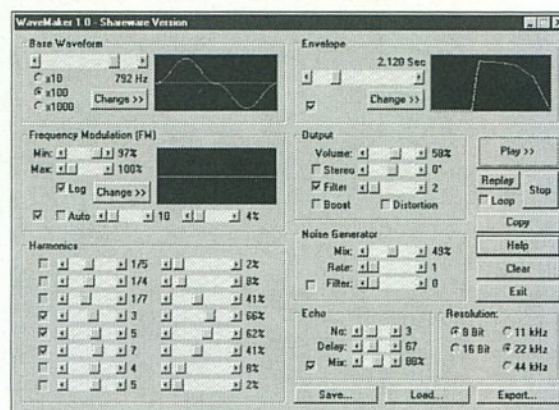 WaveMaker 1.0 - Shareware Version
Base Waveform
x10 792 Hz
x100
x1000
Change >>
Envelope
2.120 Sec
Change >>
Frequency Modulation (FM)
Min: 97%
Max: 100%
Log
Change >>
Auto 10 4%
Output
Volume: 58%
Stereo 0°
Filter 2
Boost Distortion
Play >>
Replay
Loop
Stop
Copy
Help
Clear
Exit
Harmonics
1/5 2%
1/4 8%
1/7 41%
3 66%
5 62%
7 41%
4 6%
5 2%
Noise Generator
Mix: 49%
Rate: 1
Filter: 0
Echo
No: 3
Delay: 67
Mix: 88%
Resolution:
8 Bit 11 kHz
16 Bit 22 kHz
44 kHz
Save...
Load...
Export...